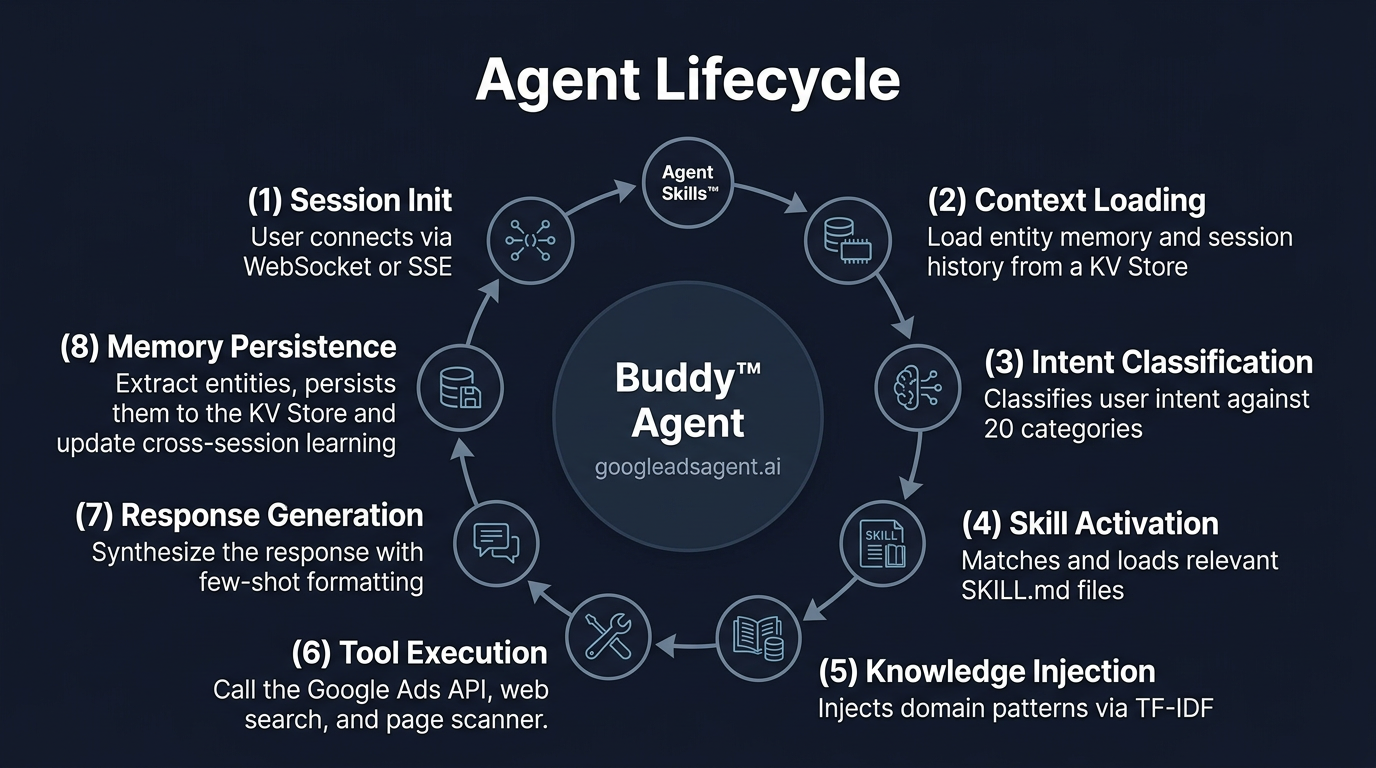 Agent Lifecycle
Agent
Skills™
(1) Session Init
User connects via
WebSocket or SSE
(2) Context Loading
Load entity memory and session
history from a KV Store
(3) Intent Classification
Classifies user intent against
20 categories
(4) Skill Activation
Matches and loads relevant
SKILL.md files
SKILL
(5) Knowledge Injection
Injects domain patterns via TF-IDF
(6) Tool Execution
Call the Google Ads API, web
search, and page scanner.
(7) Response Generation
Synthesize the response with
few-shot formatting
(8) Memory Persistence
Extract entities, persists
them to the KV Store and
update cross-session learning
Buddy™
Agent
googleadsagent.ai